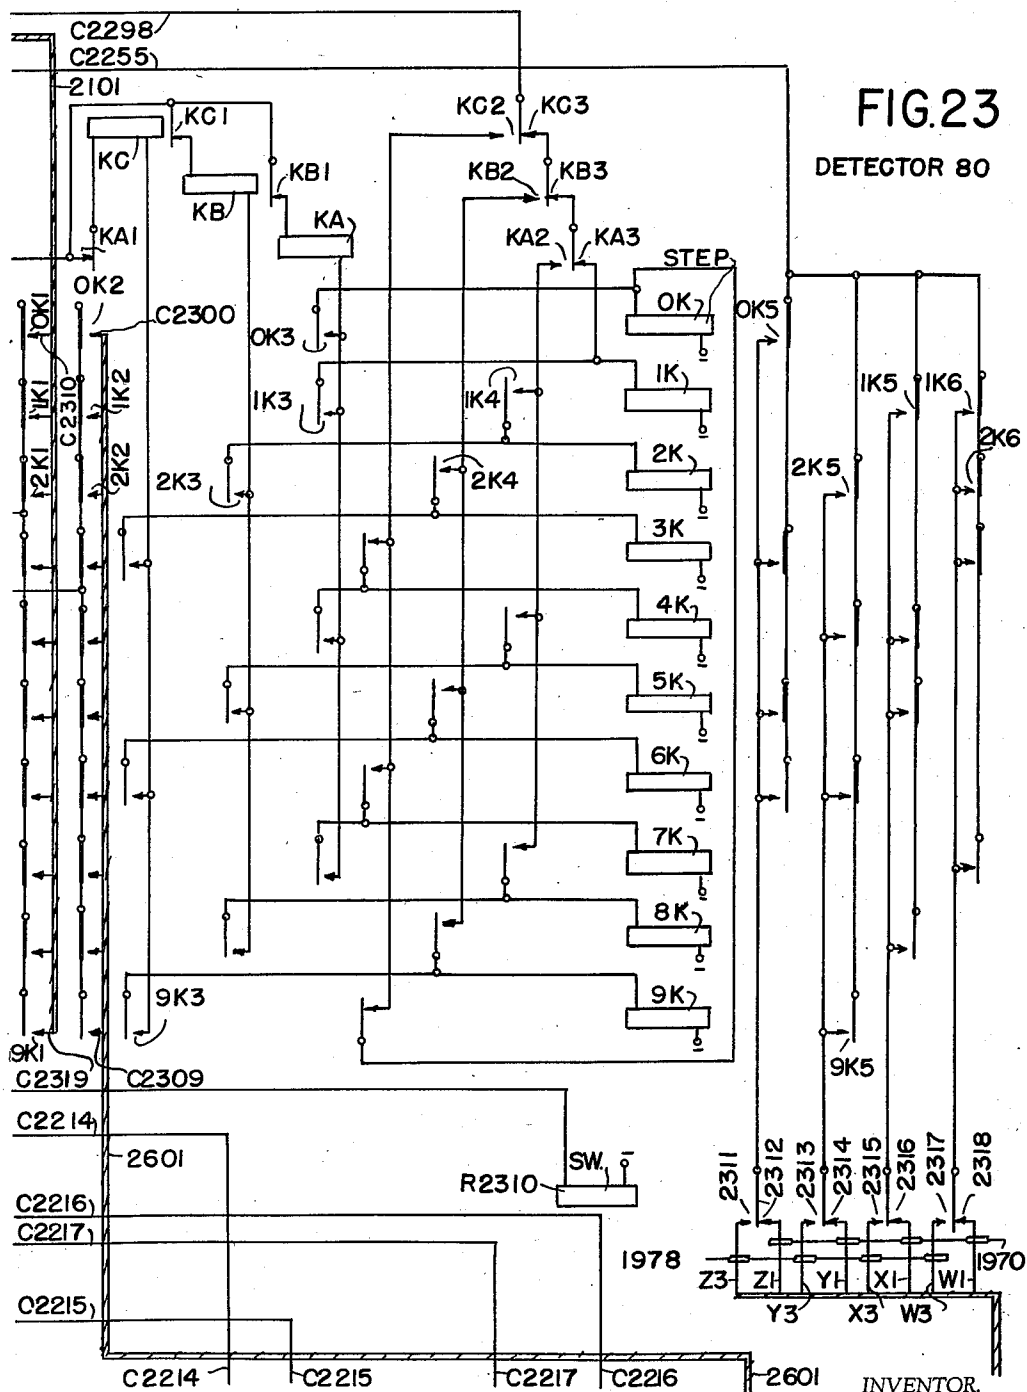 C2298
C2255
2101
FIG.23
DETECTOR 80
KC2 KC3
KC1
KC
KB1
KB2 KB3
KB
KA
KA1
KA2 KA3
STEP
OK2
OK1
C2300
OK
OK5
OK3
C2310
1K1
1K2
1K3
1K4
1K
1K5 1K6
2K1
2K2
2K3
2K4
2K
2K5
2K6
3K
4K
5K
6K
7K
8K
9K3
9K
9K1
9K5
C2319 C2309
C2214
2601
SW.
R2310
2311 2312 2313 2314 2315 2316 2317 2318
C2216
C2217
1978
1970
Z3 Z1 Y1 X1 W1
Y3 X3 W3
C2215
C2214 C2215 C2217 C2216 2601
INVENTOR.